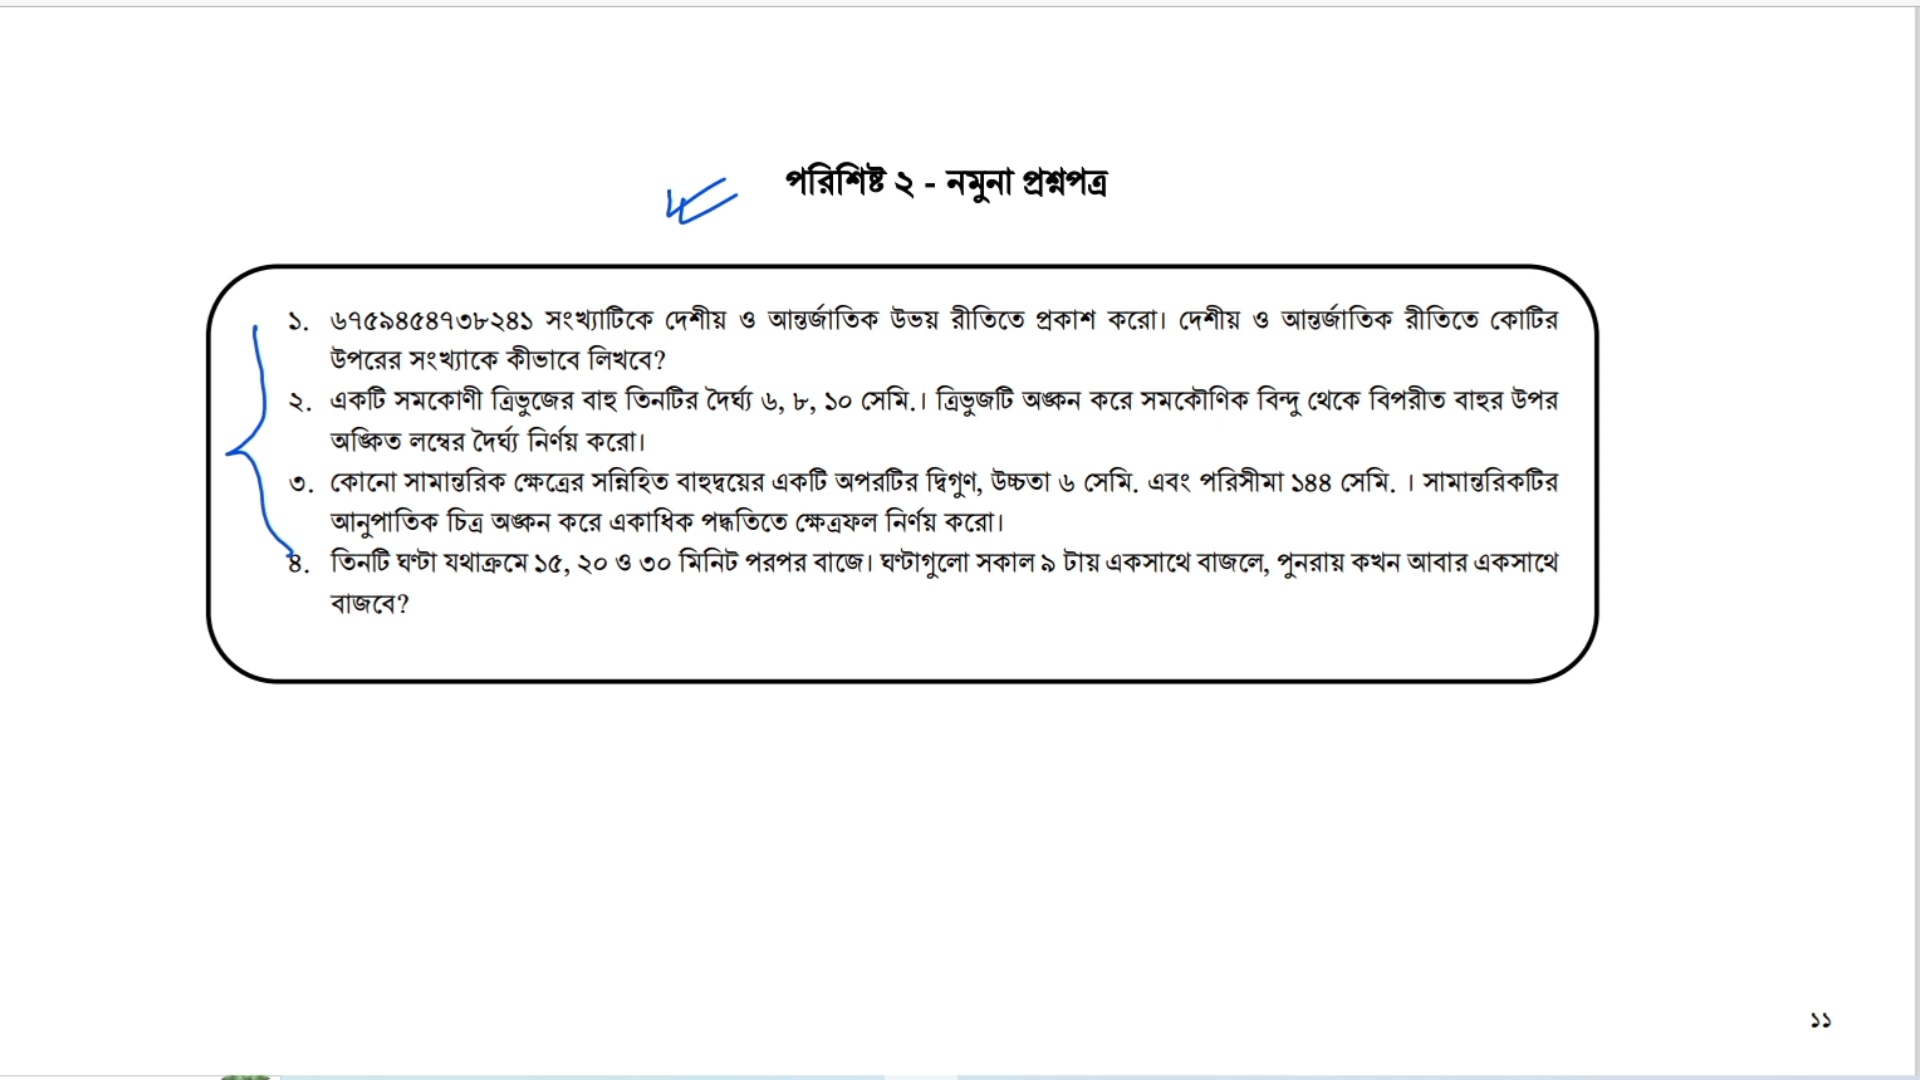 পরিশিষ্ট ২ - নমুনা প্রশ্নপত্র
১. ৬৭৫৯৪৫৪৭৩৮২৪১ সংখ্যাটিকে দেশীয় ও আন্তর্জাতিক উভয় রীতিতে প্রকাশ করো। দেশীয় ও আন্তর্জাতিক রীতিতে কোটির
উপরের সংখ্যাকে কীভাবে লিখবে?
২. একটি সমকোণী ত্রিভুজের বাহু তিনটির দৈর্ঘ্য ৬, ৮, ১০ সেমি.। ত্রিভুজটি অঙ্কন করে সমকৌণিক বিন্দু থেকে বিপরীত বাহুর উপর
অঙ্কিত লম্বের দৈর্ঘ্য নির্ণয় করো।
৩. কোনো সামান্তরিক ক্ষেত্রের সন্নিহিত বাহুদ্বয়ের একটি অপরটির দ্বিগুণ, উচ্চতা ৬ সেমি. এবং পরিসীমা ১৪৪ সেমি. । সামান্তরিকটির
আনুপাতিক চিত্র অঙ্কন করে একাধিক পদ্ধতিতে ক্ষেত্রফল নির্ণয় করো।
৪. তিনটি ঘণ্টা যথাক্রমে ১৫, ২০ ও ৩০ মিনিট পরপর বাজে। ঘণ্টাগুলো সকাল ৯ টায় একসাথে বাজলে, পুনরায় কখন আবার একসাথে
বাজবে?
১১